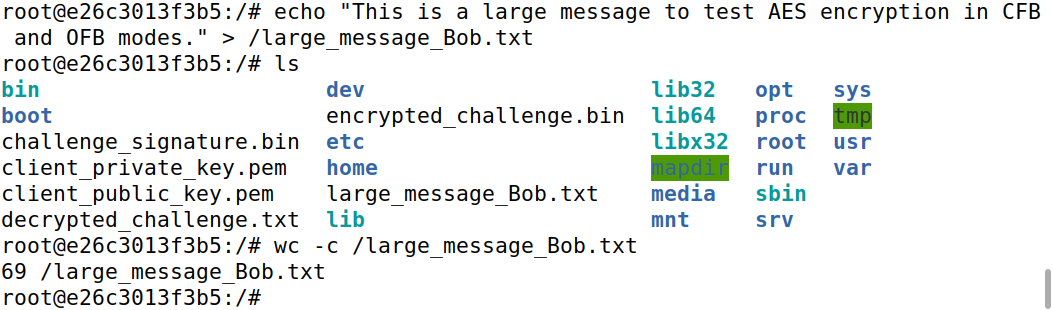 root@e26c3013f3b5:/# echo "This is a large message to test AES encryption in CFB
 and OFB modes." > /large_message_Bob.txt
root@e26c3013f3b5:/# ls
bin                      dev                      lib32   opt   sys
boot                     encrypted_challenge.bin  lib64   proc  tmp
challenge_signature.bin  etc                      libx32  root  usr
client_private_key.pem   home                     mapdir  run   var
client_public_key.pem    large_message_Bob.txt    media   sbin
decrypted_challenge.txt  lib                      mnt     srv
root@e26c3013f3b5:/# wc -c /large_message_Bob.txt
69 /large_message_Bob.txt
root@e26c3013f3b5:/#